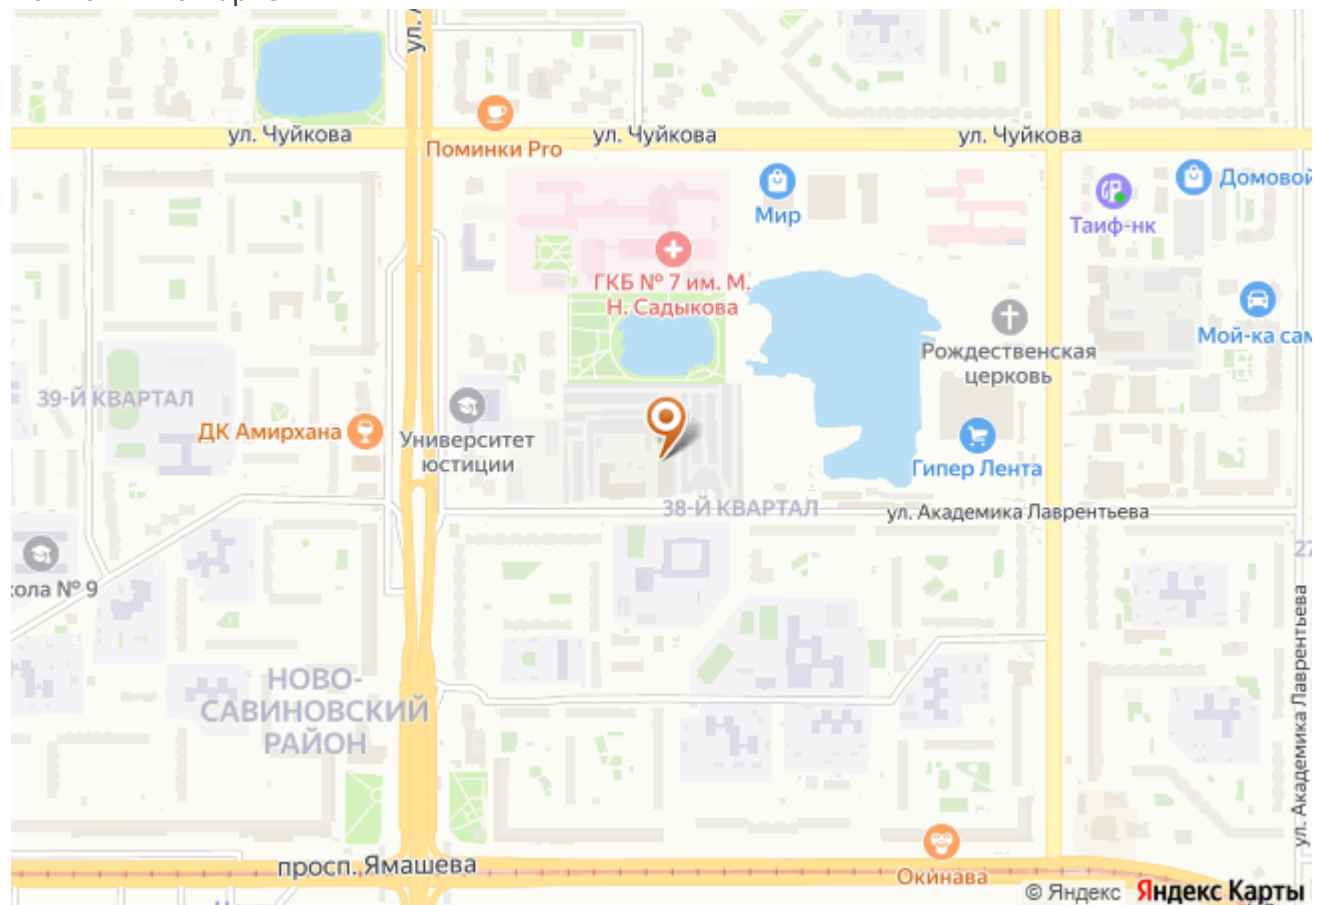 ул. Чуйкова
ул. Чуйкова
ул. Чуйкова
Поминки Pro
Домовой
Мир
Таиф-нк
ГКБ № 7 им. М.
Н. Садыкова
Мой-ка сам
Рождественская
церковь
39-Й КВАРТАЛ
ДК Амирхана
Университет
юстиции
Гипер Лента
38-Й КВАРТАЛ
ул. Академика Лаврентьева
27
ола № 9
ул. Академика Лаврентьева
НОВО-
САВИНОВСКИЙ
РАЙОН
просп. Ямашева
Окинава
© Яндекс Яндекс Карты